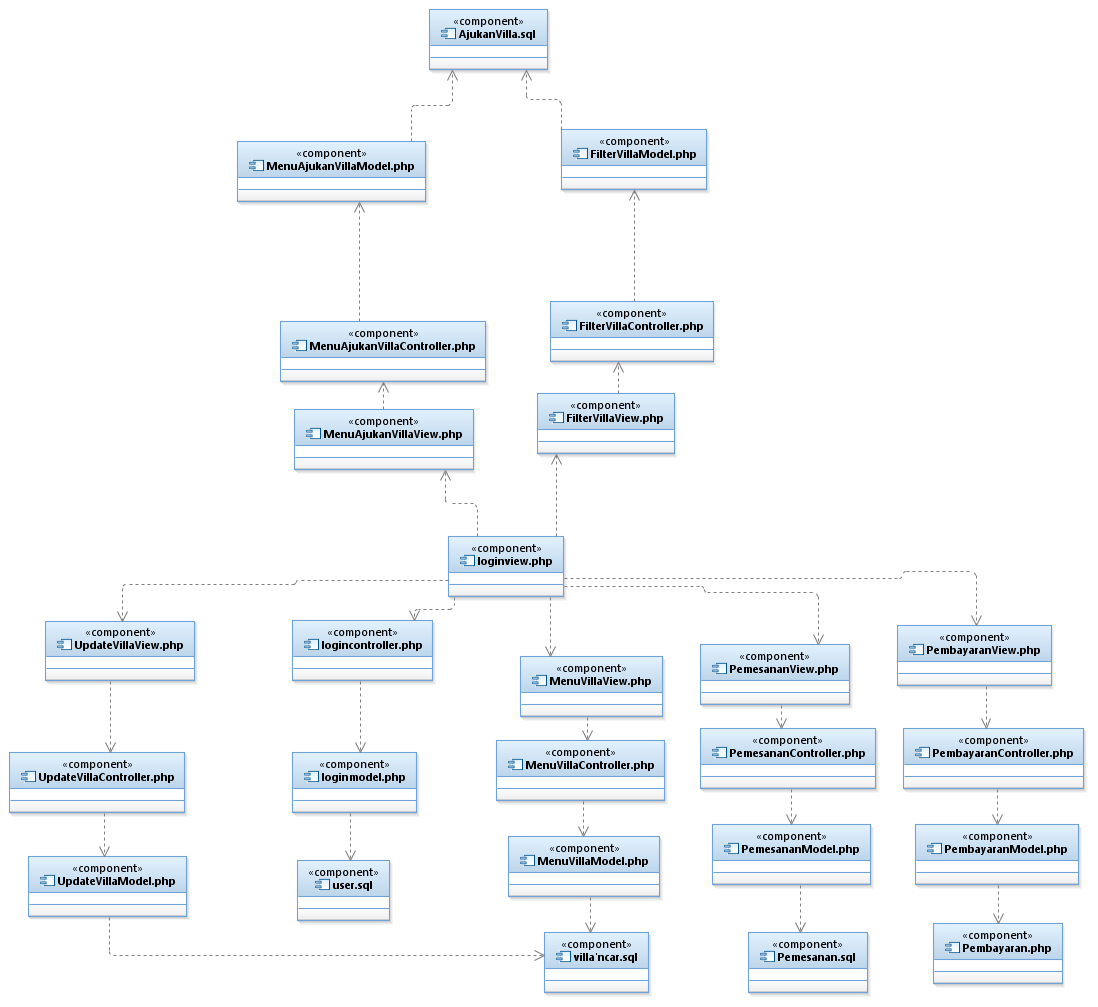 «component»
AjukanVilla.sql
«component»
MenuAjukanVillaModel.php
«component»
FilterVillaModel.php
«component»
MenuAjukanVillaController.php
«component»
FilterVillaController.php
«component»
MenuAjukanVillaView.php
«component»
FilterVillaView.php
«component»
loginview.php
«component»
UpdateVillaView.php
«component»
logincontroller.php
«component»
MenuVillaView.php
«component»
PemesananView.php
«component»
PembayaranView.php
«component»
UpdateVillaController.php
«component»
loginmodel.php
«component»
MenuVillaController.php
«component»
PemesananController.php
«component»
PembayaranController.php
«component»
UpdateVillaModel.php
«component»
user.sql
«component»
MenuVillaModel.php
«component»
PemesananModel.php
«component»
PembayaranModel.php
«component»
villa'ncar.sql
«component»
Pemesanan.sql
«component»
Pembayaran.php